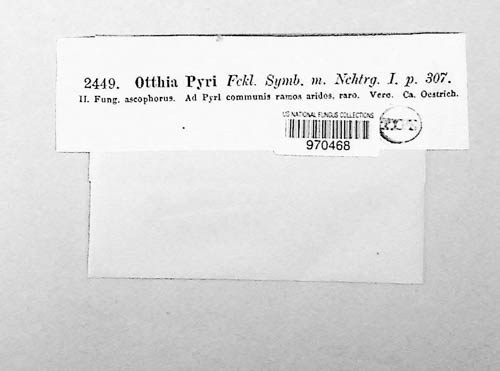 2449. Otthia Pyri Fckl. Symb. m. Nchtrg. I. p. 307.
II. Fung. ascophorus. Ad Pyri communis ramos aridos, raro. Vere. Ca. Oestrich.
US NATIONAL FUNGUS COLLECTIONS
970468